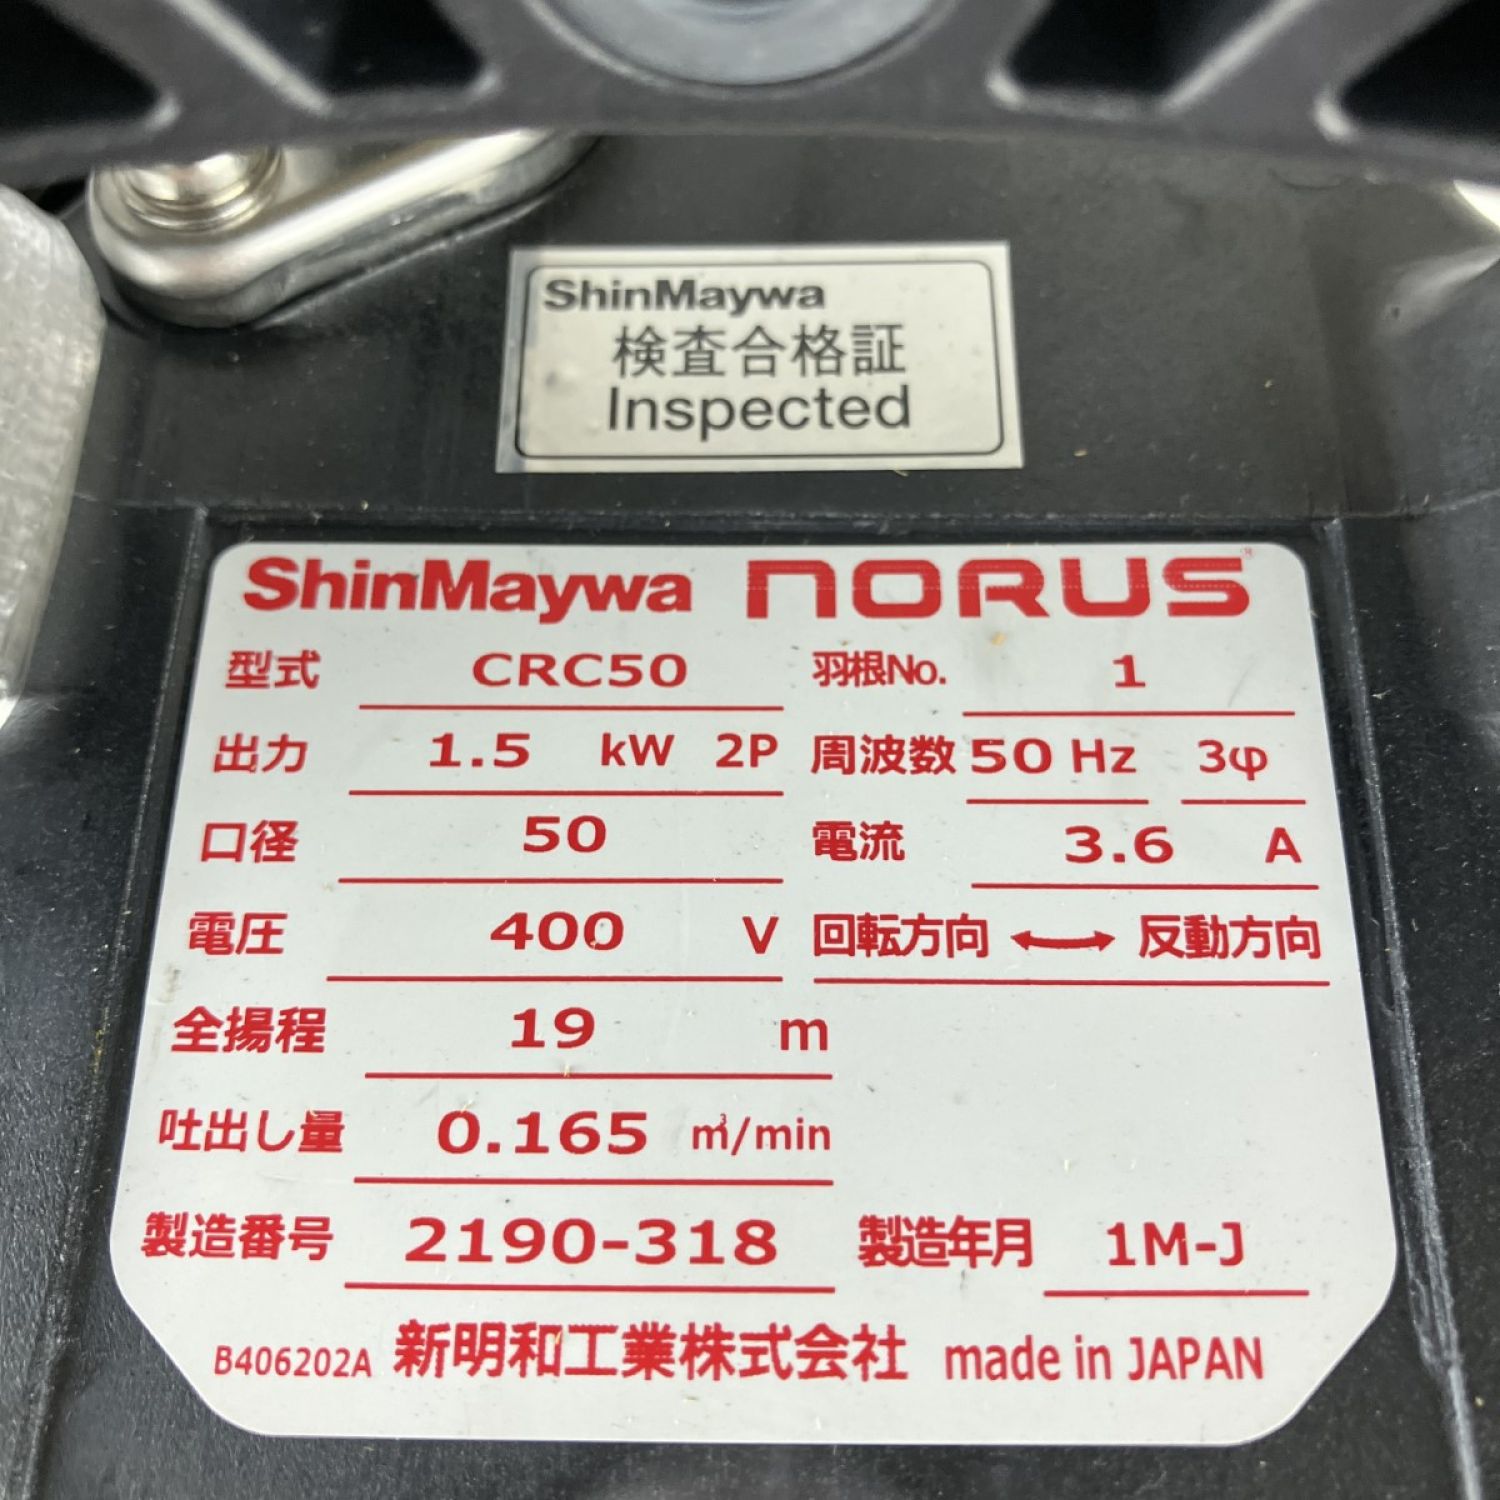 ShinMaywa
検査合格証
Inspected
ShinMaywa NORUS®
型式 CRC50 羽根No. 1
出力 1.5 kW 2P 周波数 50 Hz 3φ
口径 50 電流 3.6 A
電圧 400 V 回転方向 ↔ 反動方向
全揚程 19 m
吐出し量 0.165 m³/min
製造番号 2190-318 製造年月 1M-J
B406202A 新明和工業株式会社 made in JAPAN